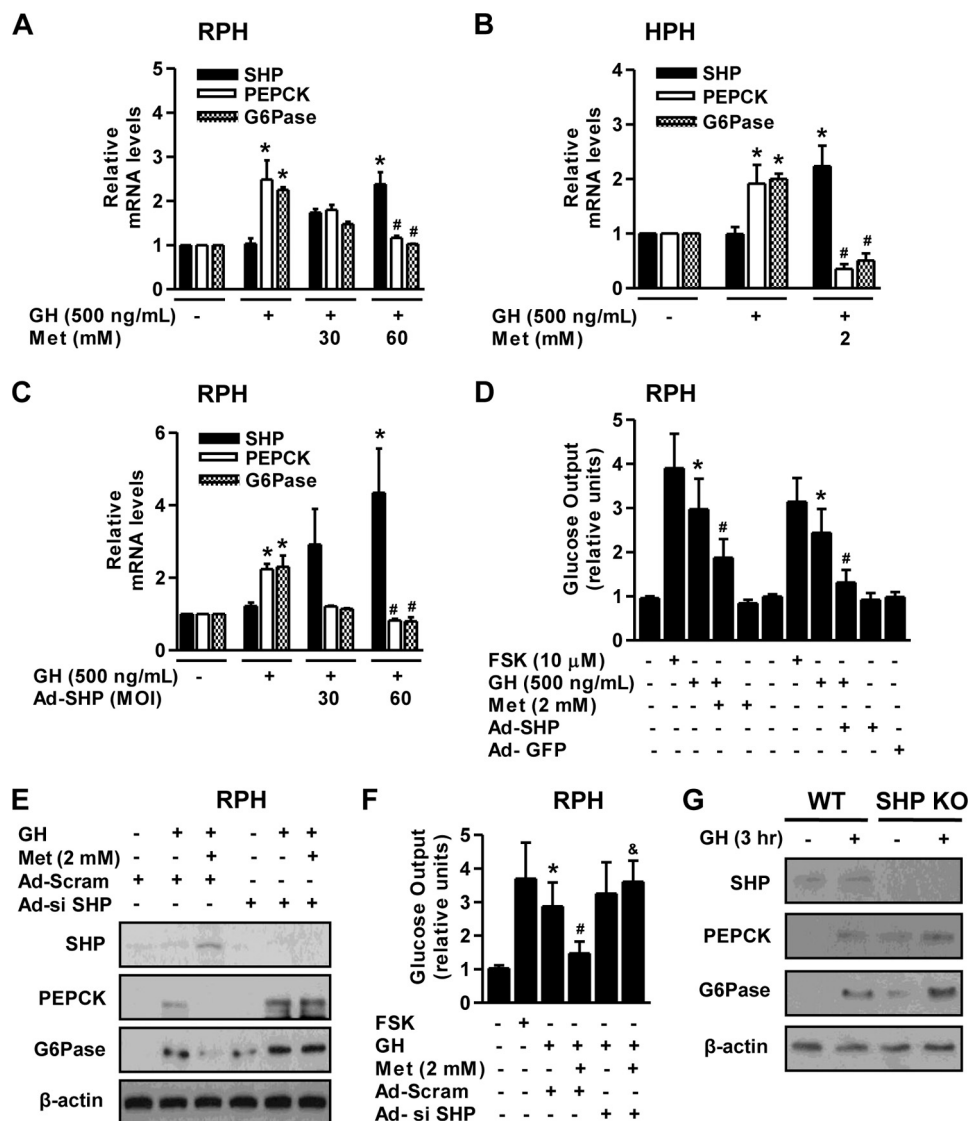 A
RPH
SHP
PEPCK
G6Pase
Relative
mRNA levels
5
4
3
2
1
0
* * * # #
GH (500 ng/mL) - + + +
Met (mM) 30 60
B
HPH
SHP
PEPCK
G6Pase
Relative
mRNA levels
4
3
2
1
0
* * * # #
GH (500 ng/mL) - + +
Met (mM) 2
C
RPH
SHP
PEPCK
G6Pase
Relative
mRNA levels
6
4
2
0
* * * # #
GH (500 ng/mL) - + + +
Ad-SHP (MOI) 30 60
D
RPH
Glucose Output
(relative units)
5
4
3
2
1
0
* # * #
FSK (10 μM) - + - - - - + - - - -
GH (500 ng/mL) - - + + - - - + + - -
Met (2 mM) - - - + + - - - - - -
Ad-SHP - - - - - - - - + + -
Ad- GFP - - - - - - - - - - +
E
RPH
GH - + + - + +
Met (2 mM) - - + - - +
Ad-Scram + + + - - -
Ad-si SHP - - - + + +
SHP
PEPCK
G6Pase
β-actin
F
RPH
Glucose Output
(relative units)
5
4
3
2
1
0
* # &
FSK - + - - - -
GH - - + + + +
Met (2 mM) - - - + - +
Ad-Scram - - + + - -
Ad- si SHP - - - - + +
G
WT SHP KO
GH (3 hr) - + - +
SHP
PEPCK
G6Pase
β-actin